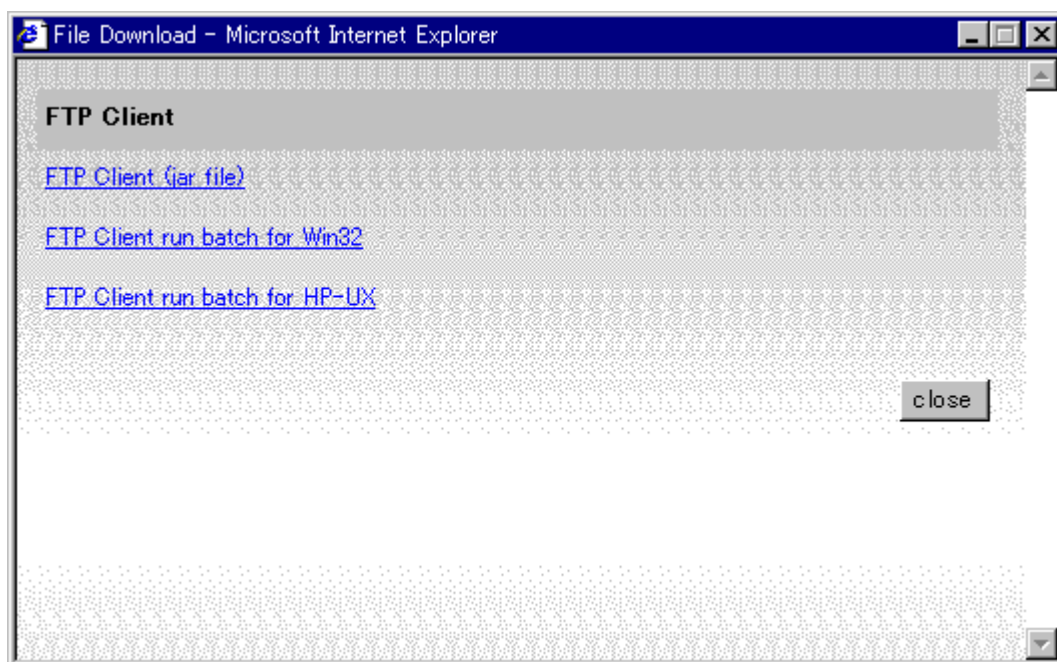 File Download - Microsoft Internet Explorer
FTP Client
FTP Client (jar file)
FTP Client run batch for Win32
FTP Client run batch for HP-UX
close